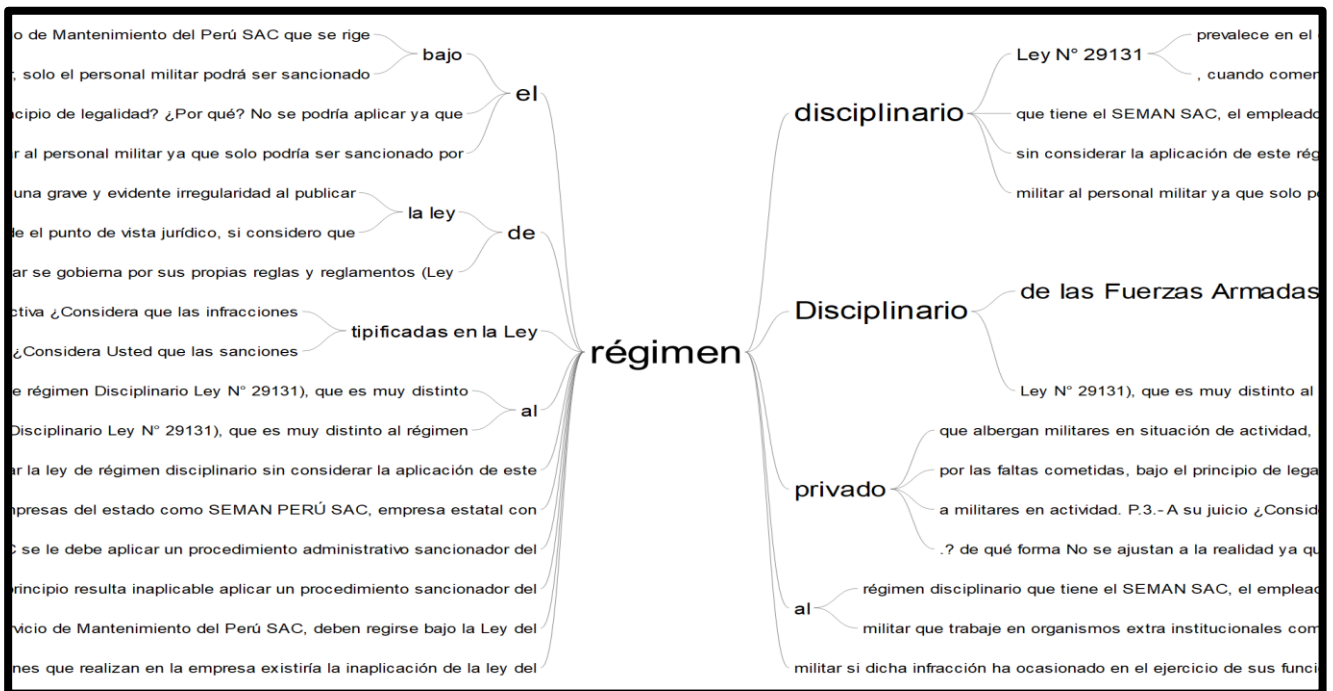 o de Mantenimiento del Perú SAC que se rige
, solo el personal militar podrá ser sancionado
bajo
cipio de legalidad? ¿Por qué? No se podría aplicar ya que
r al personal militar ya que solo podría ser sancionado por
el
una grave y evidente irregularidad al publicar
de el punto de vista jurídico, si considero que
la ley
ar se gobierna por sus propias reglas y reglamentos (Ley
de
ctiva ¿Considera que las infracciones
¿Considera Usted que las sanciones
tipificadas en la Ley
e régimen Disciplinario Ley N° 29131), que es muy distinto
Disciplinario Ley N° 29131), que es muy distinto al régimen
al
ar la ley de régimen disciplinario sin considerar la aplicación de este
mpresas del estado como SEMAN PERÚ SAC, empresa estatal con
C se le debe aplicar un procedimiento administrativo sancionador del
principio resulta inaplicable aplicar un procedimiento sancionador del
vicio de Mantenimiento del Perú SAC, deben regirse bajo la Ley del
nes que realizan en la empresa existiría la inaplicación de la ley del
régimen
disciplinario
Ley N° 29131
prevalece en el
, cuando comen
que tiene el SEMAN SAC, el empleado
sin considerar la aplicación de este rég
militar al personal militar ya que solo po
Disciplinario
de las Fuerzas Armadas
Ley N° 29131), que es muy distinto al
privado
que albergan militares en situación de actividad,
por las faltas cometidas, bajo el principio de lega
a militares en actividad. P.3.- A su juicio ¿Consid
.? de qué forma No se ajustan a la realidad ya qu
al
régimen disciplinario que tiene el SEMAN SAC, el emplead
militar que trabaje en organismos extra institucionales com
militar si dicha infracción ha ocasionado en el ejercicio de sus funci